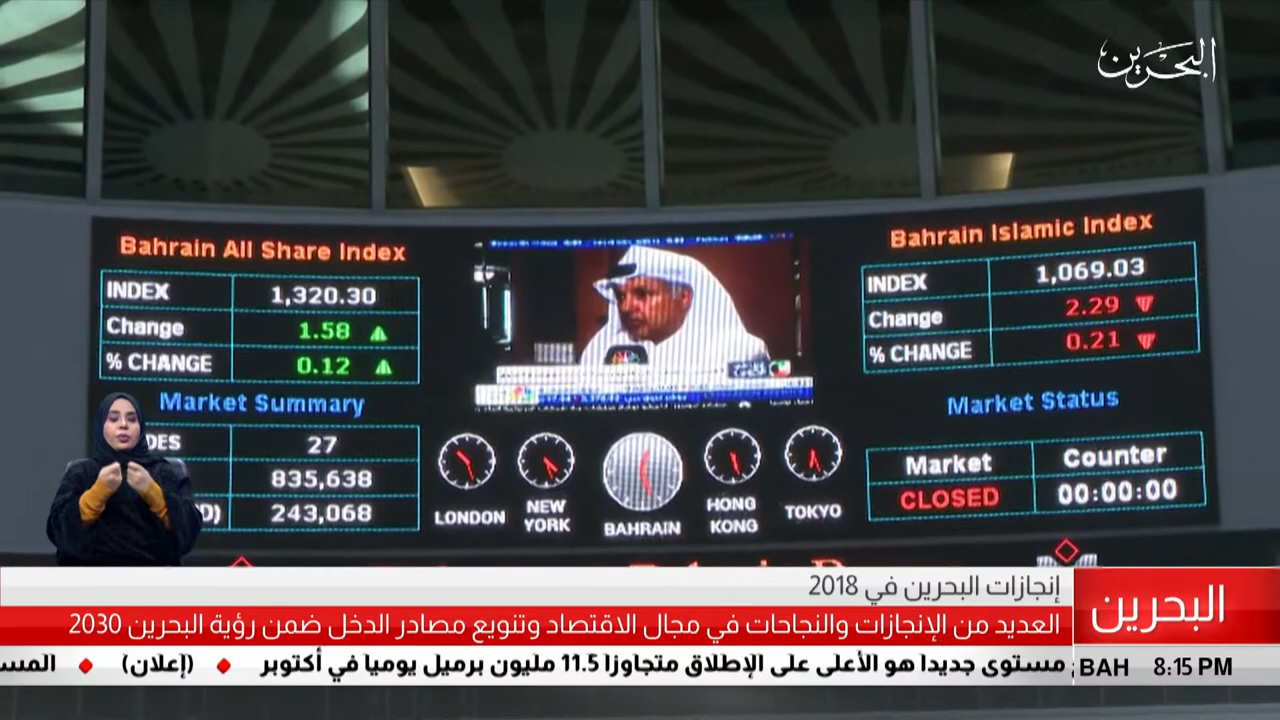 البحرين
Bahrain All Share Index
INDEX 1,320.30
Change 1.58
% CHANGE 0.12
Market Summary
27
835,638
243,068
LONDON
NEW YORK
BAHRAIN
HONG KONG
TOKYO
Bahrain Islamic Index
INDEX 1,069.03
Change 2.29
% CHANGE 0.21
Market Status
Market Counter
CLOSED 00:00:00
إنجازات البحرين في 2018
العديد من الإنجازات والنجاحات في مجال الاقتصاد وتنويع مصادر الدخل ضمن رؤية البحرين 2030
البحرين
مستوى جديدا هو الأعلى على الإطلاق متجاوزا 11.5 مليون برميل يوميا في أكتوبر ♦ (إعلان) ♦
BAH 8:15 PM